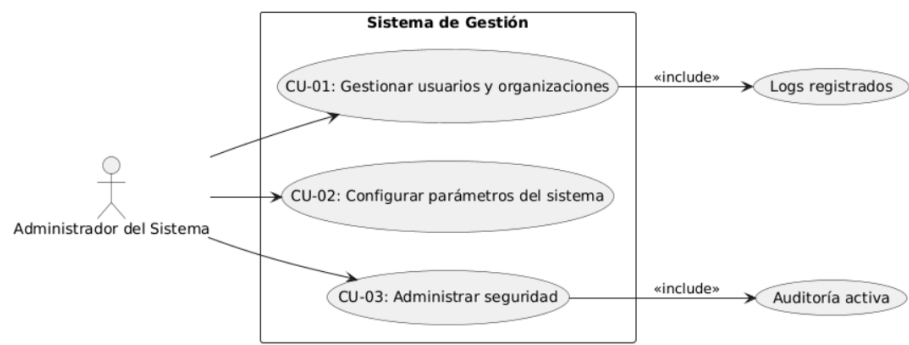 Sistema de Gestión
CU-01: Gestionar usuarios y organizaciones
«include»
Logs registrados
CU-02: Configurar parámetros del sistema
Administrador del Sistema
CU-03: Administrar seguridad
«include»
Auditoría activa